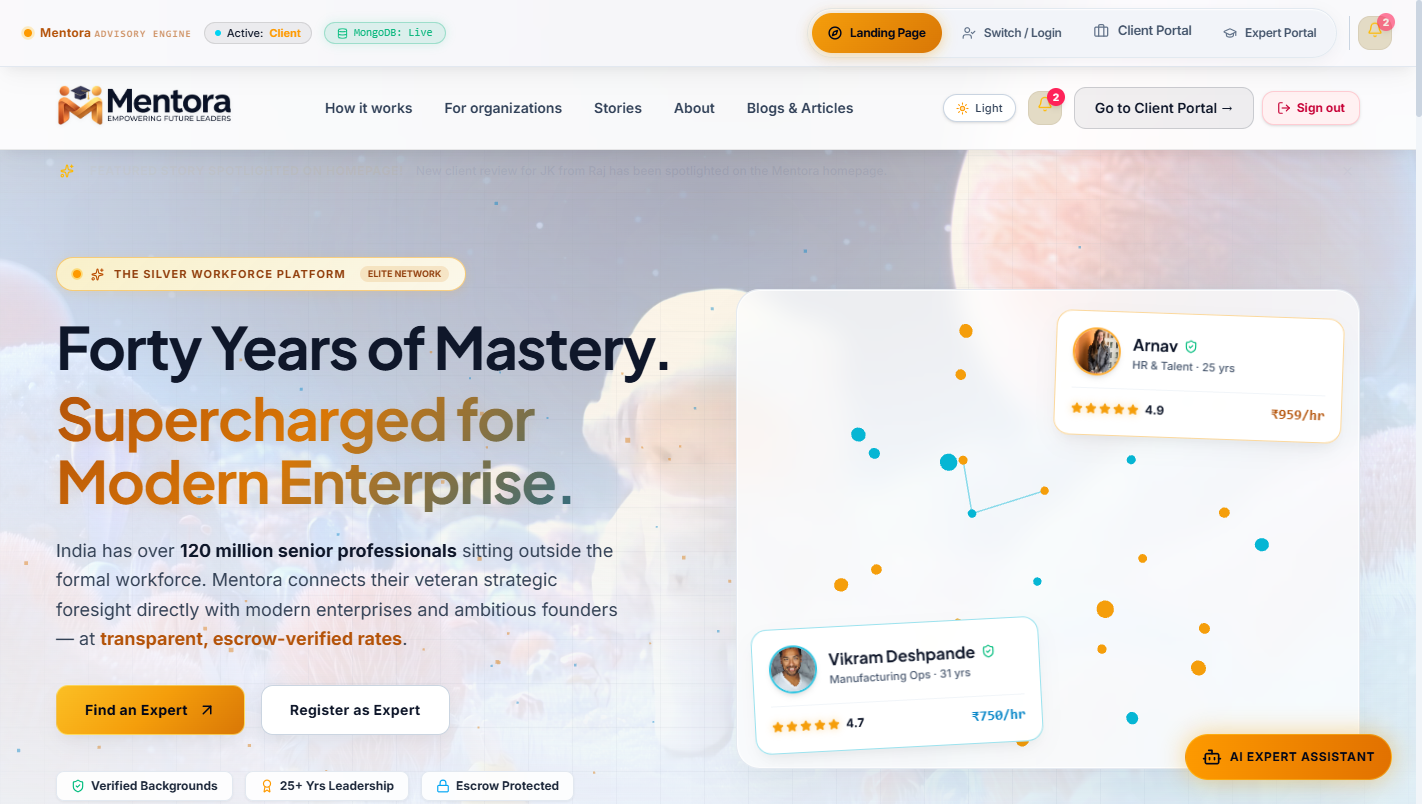 Mentora ADVISORY ENGINE
Active: Client
MongoDB: Live
Landing Page
Switch / Login
Client Portal
Expert Portal
2
Mentora
EMPOWERING FUTURE LEADERS
How it works
For organizations
Stories
About
Blogs & Articles
Light
2
Go to Client Portal →
Sign out
New client review for JK from Raj has been spotlighted on the Mentora homepage.
THE SILVER WORKFORCE PLATFORM
ELITE NETWORK
Forty Years of Mastery.
Supercharged for
Modern Enterprise.
India has over 120 million senior professionals sitting outside the
formal workforce. Mentora connects their veteran strategic
foresight directly with modern enterprises and ambitious founders
— at transparent, escrow-verified rates.
Find an Expert
Register as Expert
Verified Backgrounds
25+ Yrs Leadership
Escrow Protected
Arnav
HR & Talent · 25 yrs
4.9
₹959/hr
Vikram Deshpande
Manufacturing Ops · 31 yrs
4.7
₹750/hr
AI EXPERT ASSISTANT